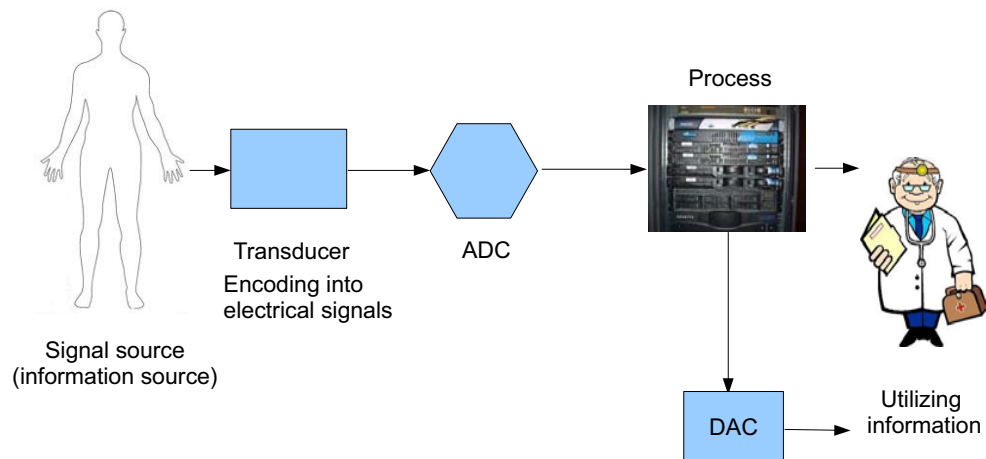 Process
Transducer
ADC
Encoding into
electrical signals
Signal source
(information source)
DAC
Utilizing
information